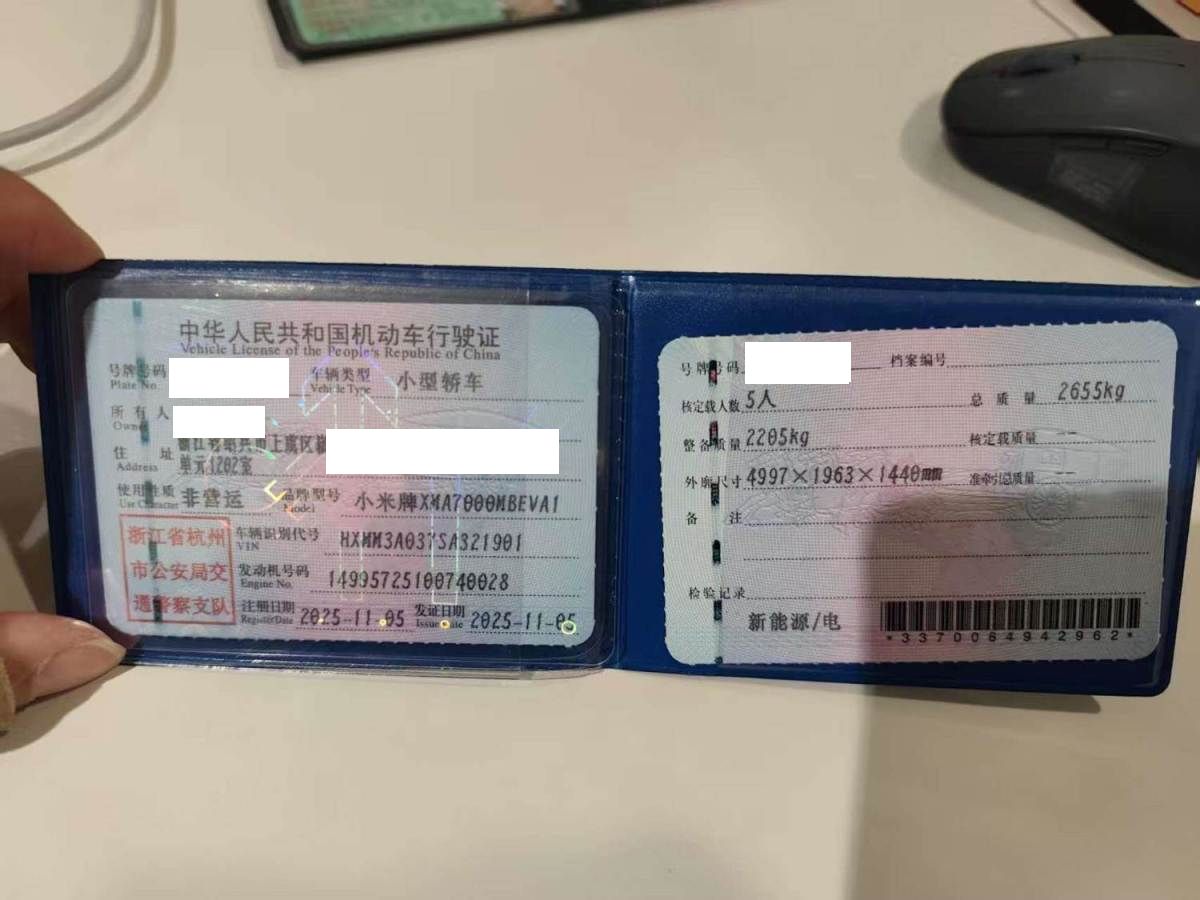 中华人民共和国机动车行驶证
Vehicle License of the People's Republic of China
号牌号码
Plate No.
车辆类型 小型轿车
Vehicle Type
所有人
Owner
住址 上虞区
Address 单元1202室
使用性质 非营运 品牌型号 小米牌XMA7000MBEVA1
Use Character Model
浙江省杭州
市公安局交
通警察支队
车辆识别代号 HXMM3A037SA321901
VIN
发动机号码 14995725100740028
Engine No.
注册日期 2025-11-05 发证日期 2025-11-05
Register Date Issue Date
号牌号码 档案编号
核定载人数 5人 总质量 2655kg
整备质量 2205kg 核定载质量 --
外廓尺寸 4997×1963×1440mm 准牵引总质量 --
备注
检验记录
新能源/电
*3370064942962*